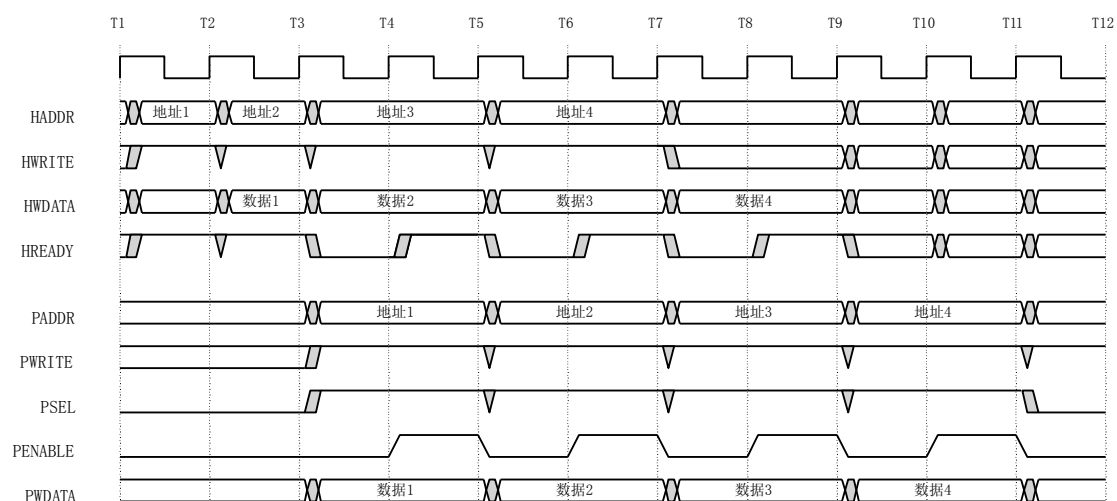 T1 T2 T3 T4 T5 T6 T7 T8 T9 T10 T11 T12
HADDR 地址1 地址2 地址3 地址4
HWRITE
HWDATA 数据1 数据2 数据3 数据4
HREADY
PADDR 地址1 地址2 地址3 地址4
PWRITE
PSEL
PENABLE
PWDATA 数据1 数据2 数据3 数据4